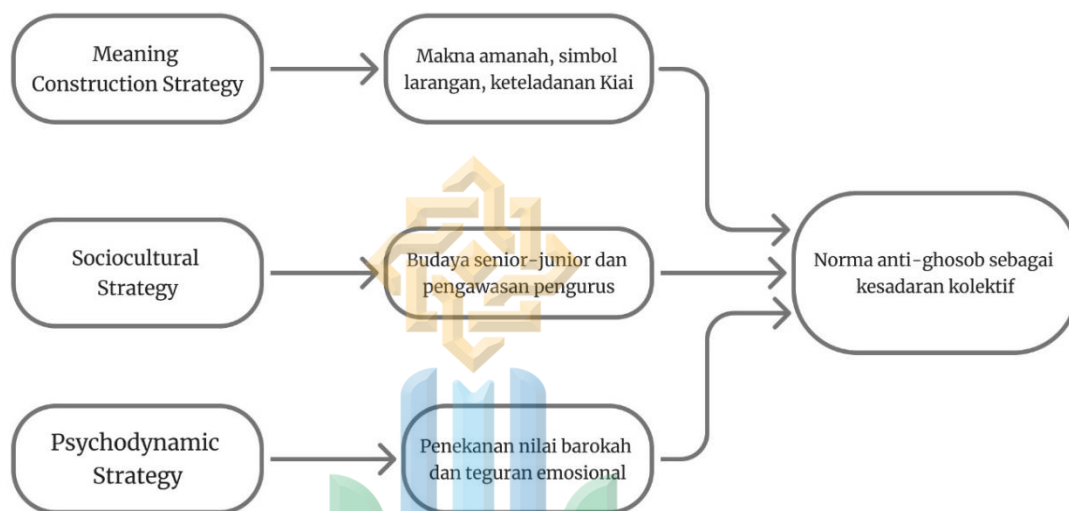 Meaning
Construction Strategy
Makna amanah, simbol
larangan, keteladanan Kiai
Sociocultural
Strategy
Budaya senior-junior dan
pengawasan pengurus
Norma anti-ghosob sebagai
kesadaran kolektif
Psychodynamic
Strategy
Penekanan nilai barokah
dan teguran emosional